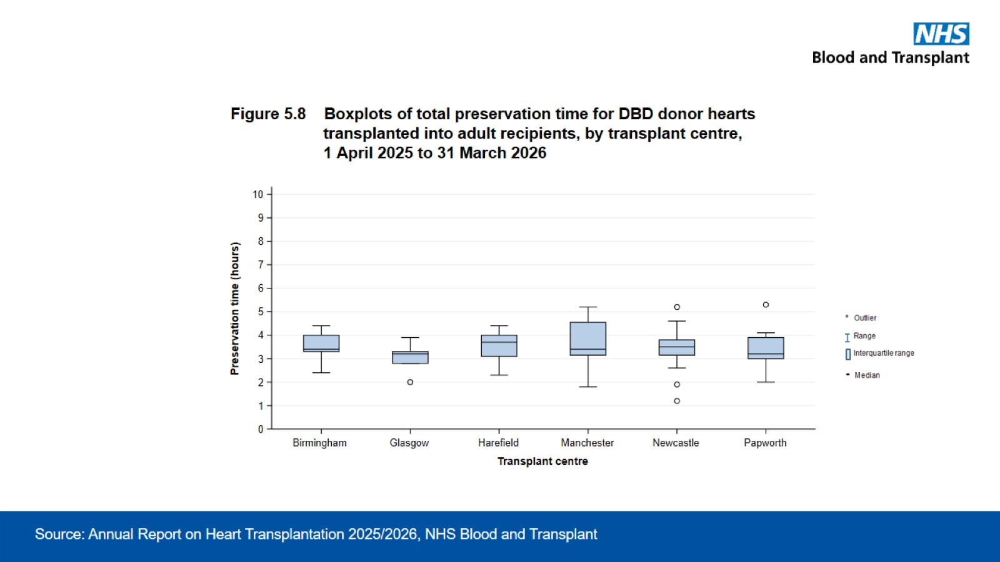 NHS
Blood and Transplant
Figure 5.8 Boxplots of total preservation time for DBD donor hearts
transplanted into adult recipients, by transplant centre,
1 April 2025 to 31 March 2026
10
9
8
7
6
5
4
3
2
1
0
Preservation time (hours)
Birmingham Glasgow Harefield Manchester Newcastle Papworth
Transplant centre
Outlier
Range
Interquartile range
Median
Source: Annual Report on Heart Transplantation 2025/2026, NHS Blood and Transplant